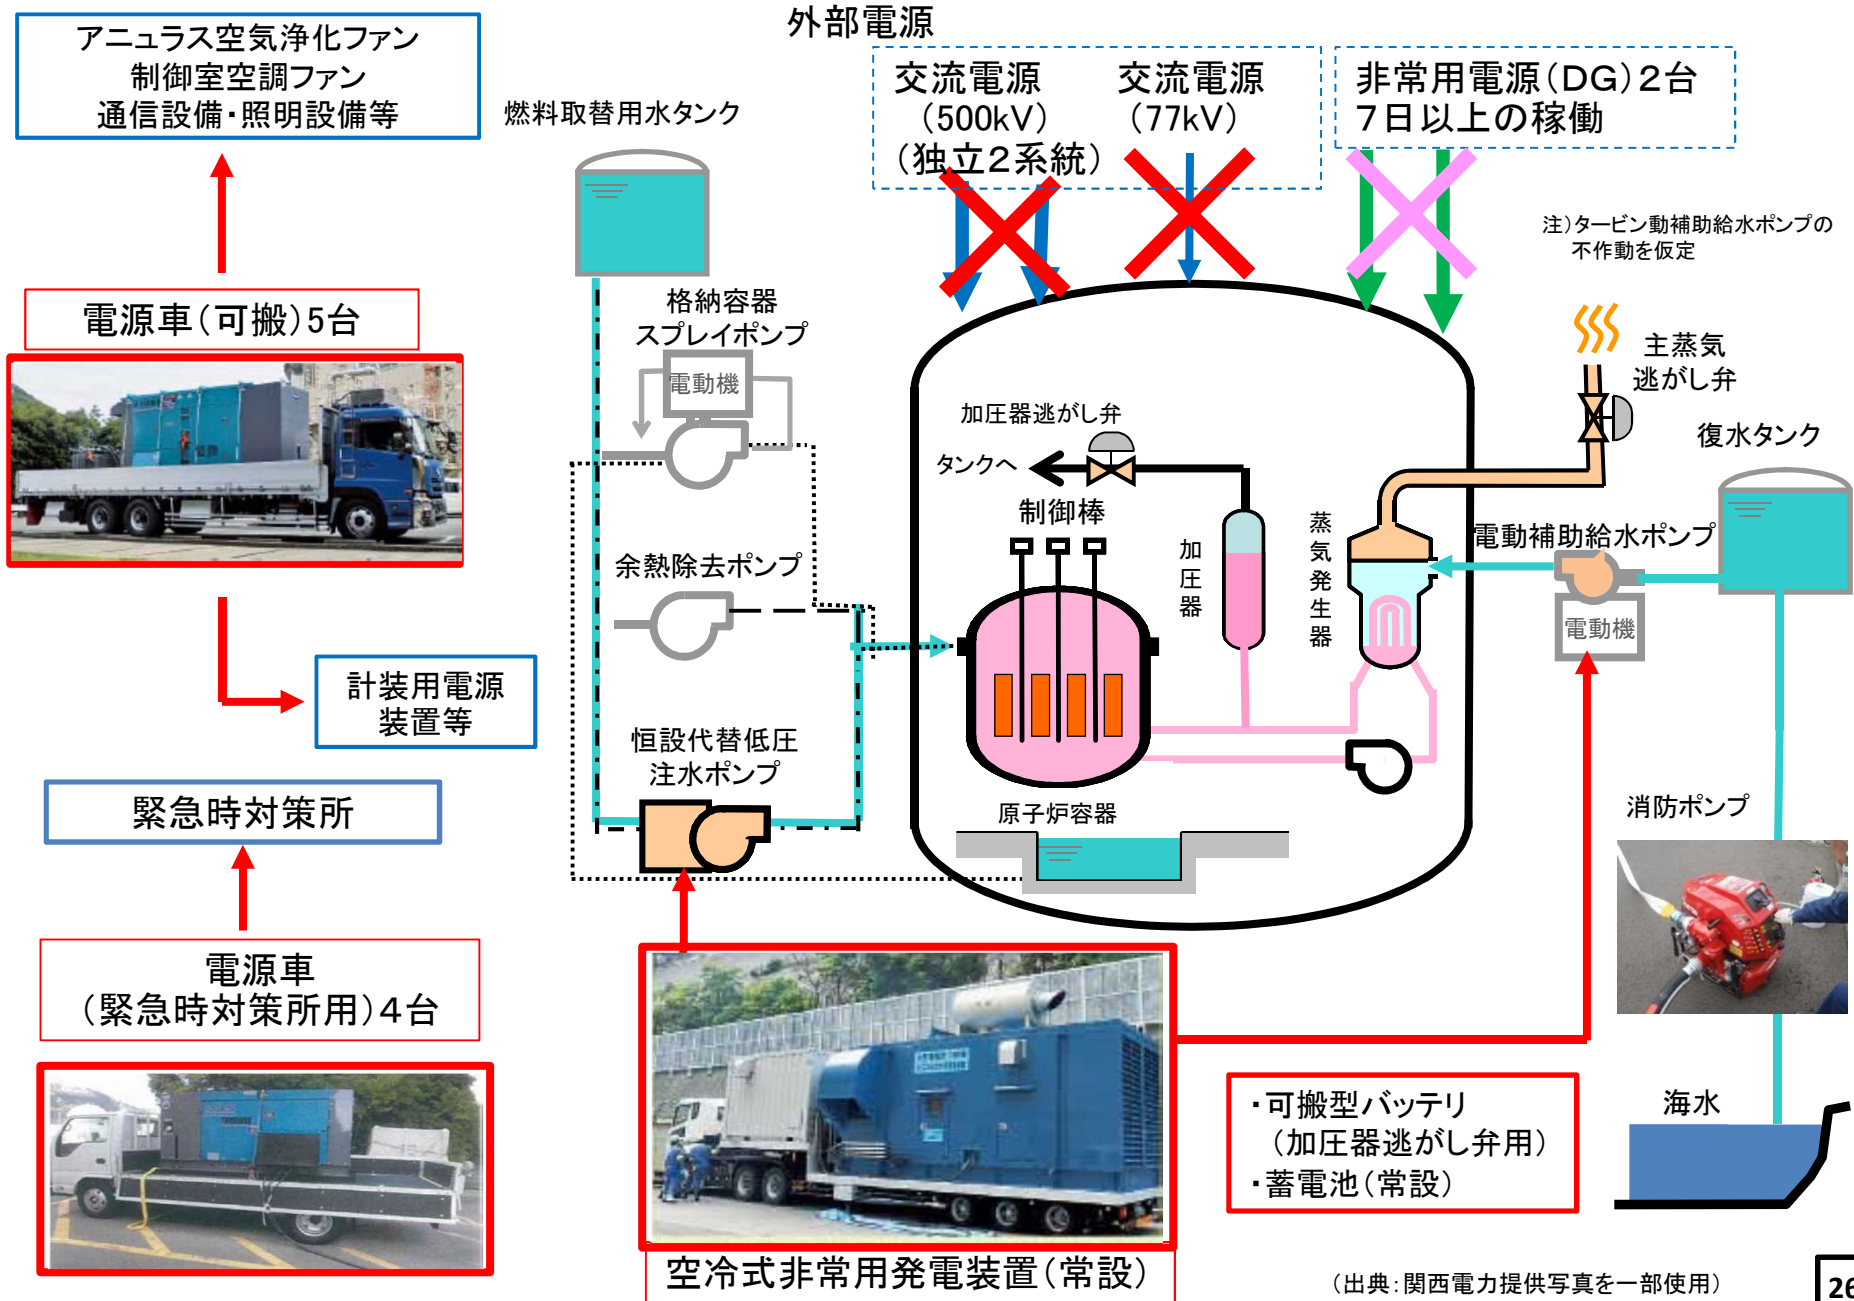 外部電源
交流電源
(500kV)
(独立2系統)
交流電源
(77kV)
非常用電源(DG)2台
7日以上の稼働
アニュラス空気浄化ファン
制御室空調ファン
通信設備・照明設備等
燃料取替用水タンク
注)タービン動補助給水ポンプの
不作動を仮定
電源車(可搬)5台
格納容器
スプレイポンプ
電動機
主蒸気
逃がし弁
加圧器逃がし弁
タンクへ
復水タンク
制御棒
加圧器
蒸気発生器
電動補助給水ポンプ
電動機
余熱除去ポンプ
計装用電源
装置等
恒設代替低圧
注水ポンプ
原子炉容器
消防ポンプ
緊急時対策所
電源車
(緊急時対策所用)4台
海水
・可搬型バッテリ
(加圧器逃がし弁用)
・蓄電池(常設)
空冷式非常用発電装置(常設)
(出典:関西電力提供写真を一部使用)
26